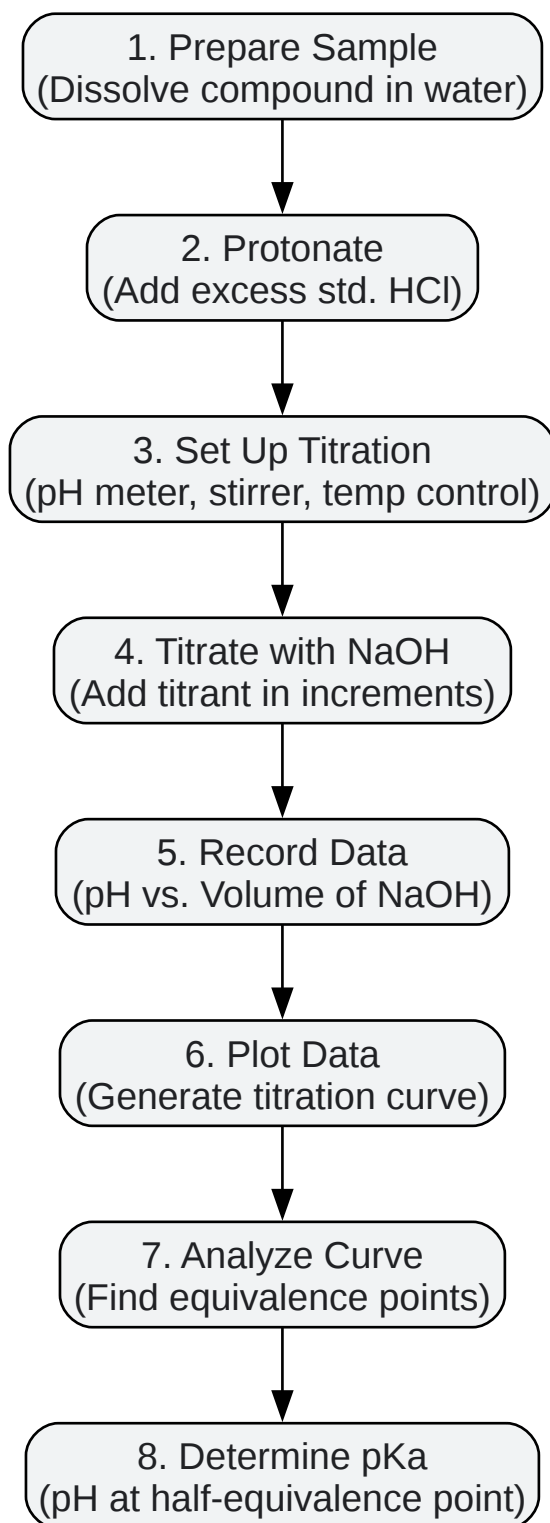 1. Prepare Sample
(Dissolve compound in water)
2. Protonate
(Add excess std. HCl)
3. Set Up Titration
(pH meter, stirrer, temp control)
4. Titrate with NaOH
(Add titrant in increments)
5. Record Data
(pH vs. Volume of NaOH)
6. Plot Data
(Generate titration curve)
7. Analyze Curve
(Find equivalence points)
8. Determine pKa
(pH at half-equivalence point)